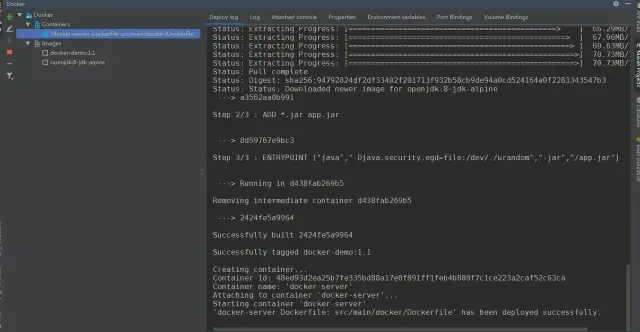 Docker
Docker
Containers
/docker-server Dockerfile: src/main/docker/Dockerfile
Images
docker-demo:1.1
openjdk:8-jdk-alpine
Deploy log
Log
Attached console
Properties
Environment variables
Port Bindings
Volume Bindings
Status: Extracting Progress: [================================================> ] 66.29MB/
Status: Extracting Progress: [=================================================> ] 67.96MB/
Status: Extracting Progress: [=================================================> ] 69.63MB/
Status: Extracting Progress: [==================================================>] 70.73MB/
Status: Extracting Progress: [==================================================>] 70.73MB/
Status: Pull complete
Status: Digest: sha256:94792824df2df33402f201713f932b58cb9de94a0cd524164a0f2283343547b3
Status: Status: Downloaded newer image for openjdk:8-jdk-alpine
---> a3562aa0b991
Step 2/3 : ADD *.jar app.jar
---> 8d59767e9bc3
Step 3/3 : ENTRYPOINT ["java","-Djava.security.egd=file:/dev/./urandom","-jar","/app.jar"]
---> Running in d438fab269b5
Removing intermediate container d438fab269b5
---> 2424fe5a9964
Successfully built 2424fe5a9964
Successfully tagged docker-demo:1.1
Creating container...
Container Id: 48ed93d2ea25b7fe335bd88a17e0f891ff1feb4b880f7c1ce223a2caf52c63ca
Container name: 'docker-server'
Attaching to container 'docker-server'...
Starting container 'docker-server'
'docker-server Dockerfile: src/main/docker/Dockerfile' has been deployed successfully.